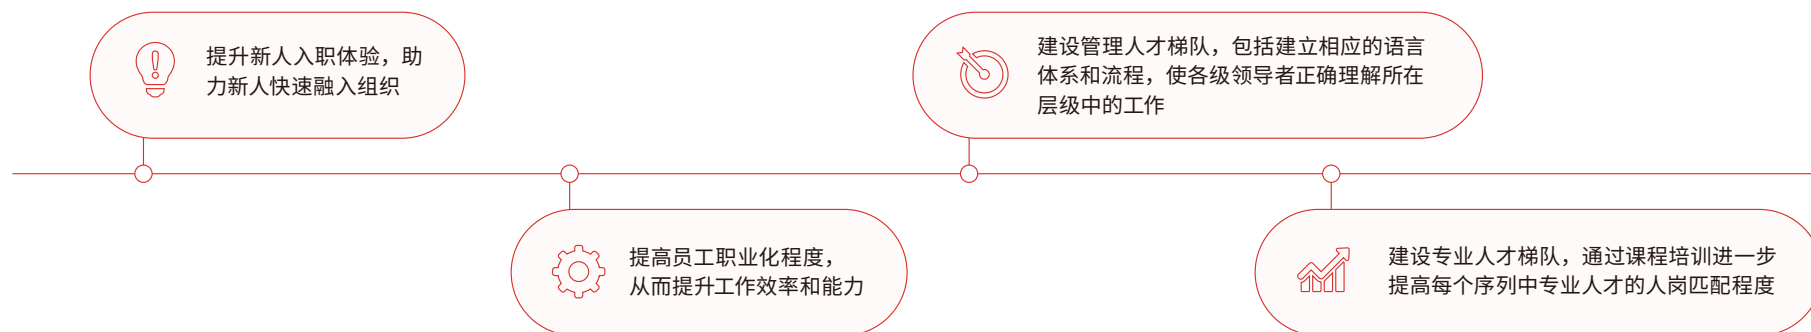 提升新人入职体验，助
力新人快速融入组织
提高员工职业化程度，
从而提升工作效率和能力
建设管理人才梯队，包括建立相应的语言
体系和流程，使各级领导者正确理解所在
层级中的工作
建设专业人才梯队，通过课程培训进一步
提高每个序列中专业人才的人岗匹配程度